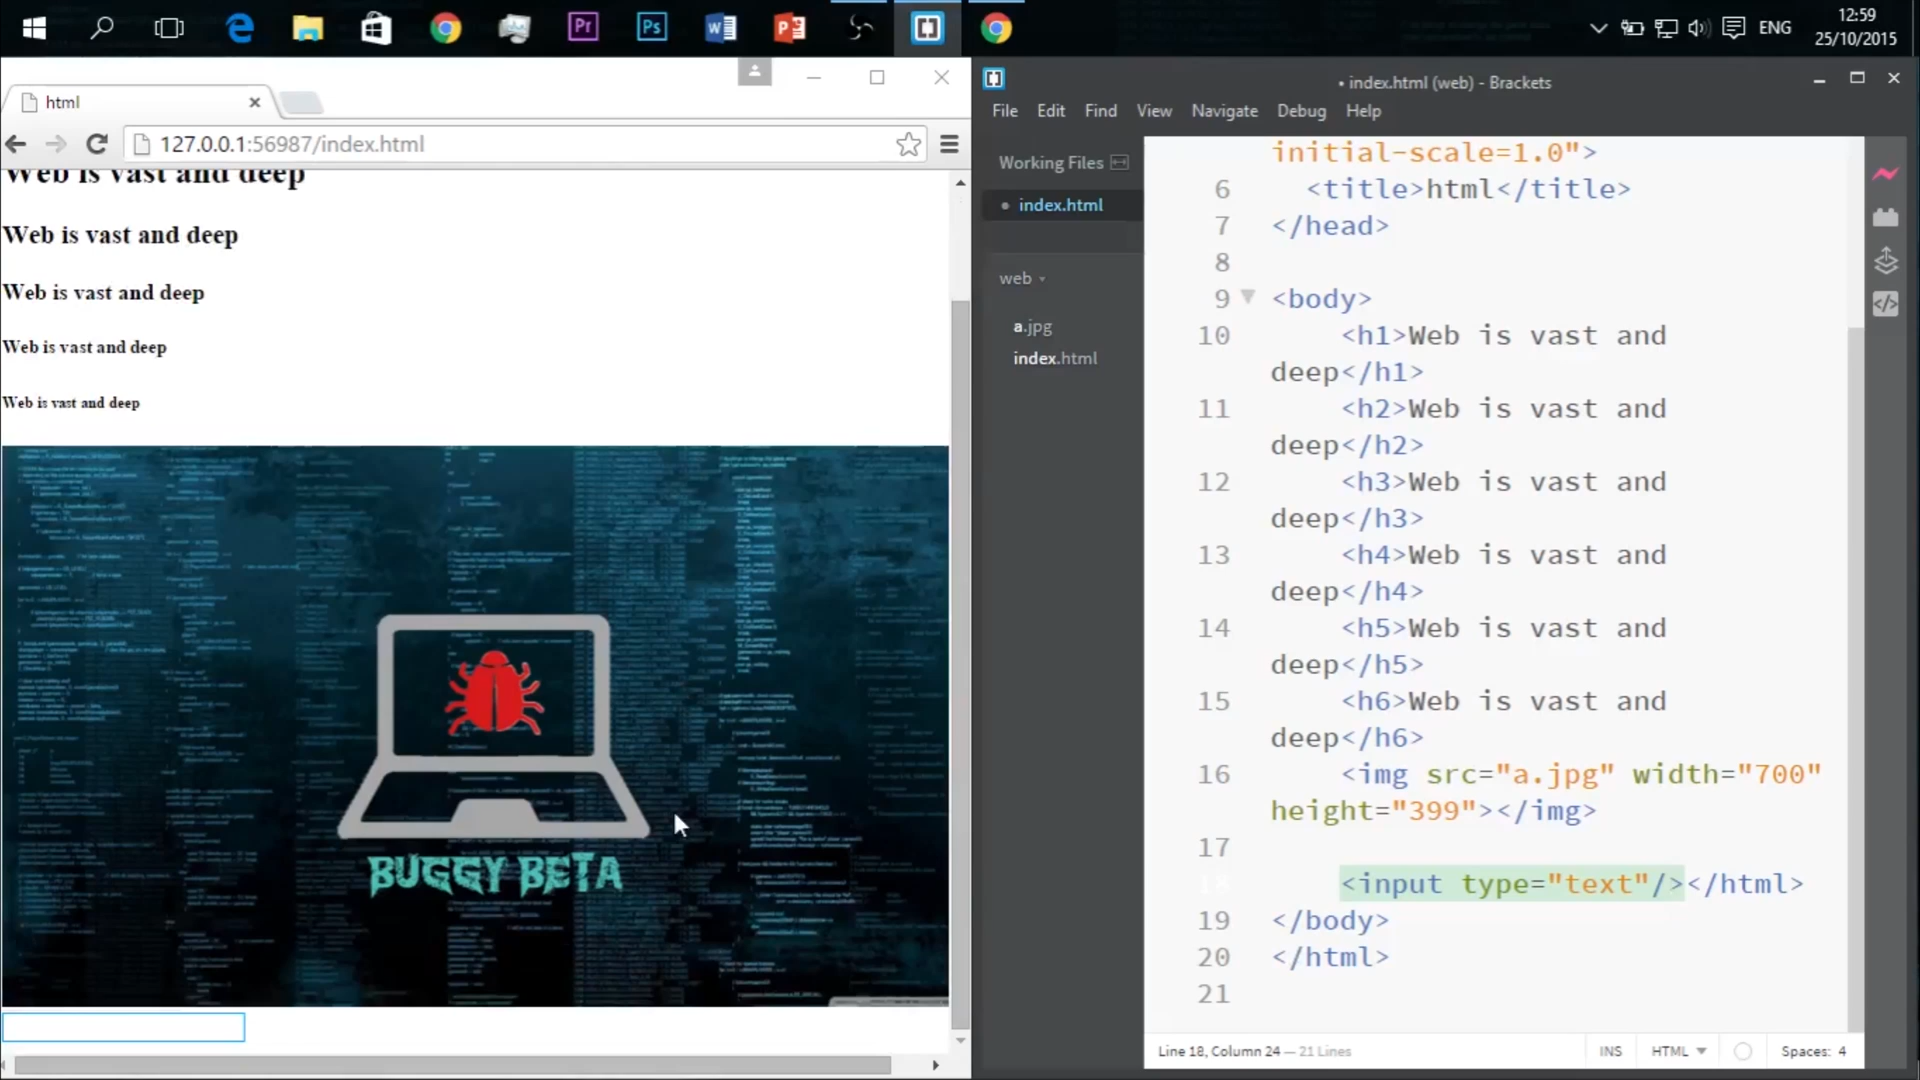 Pr
Ps
ENG
12:59
25/10/2015
html
127.0.0.1:56987/index.html
Web is vast and deep
Web is vast and deep
Web is vast and deep
Web is vast and deep
Web is vast and deep
BUGGY BETA
• index.html (web) - Brackets
File Edit Find View Navigate Debug Help
Working Files
• index.html
web
a.jpg
index.html
initial-scale=1.0">
6 <title>html</title>
7 </head>
8
9 <body>
10 <h1>Web is vast and
deep</h1>
11 <h2>Web is vast and
deep</h2>
12 <h3>Web is vast and
deep</h3>
13 <h4>Web is vast and
deep</h4>
14 <h5>Web is vast and
deep</h5>
15 <h6>Web is vast and
deep</h6>
16 <img src="a.jpg" width="700"
height="399"></img>
17
18 <input type="text"/></html>
19 </body>
20 </html>
21
Line 18, Column 24 — 21 Lines
INS HTML Spaces: 4